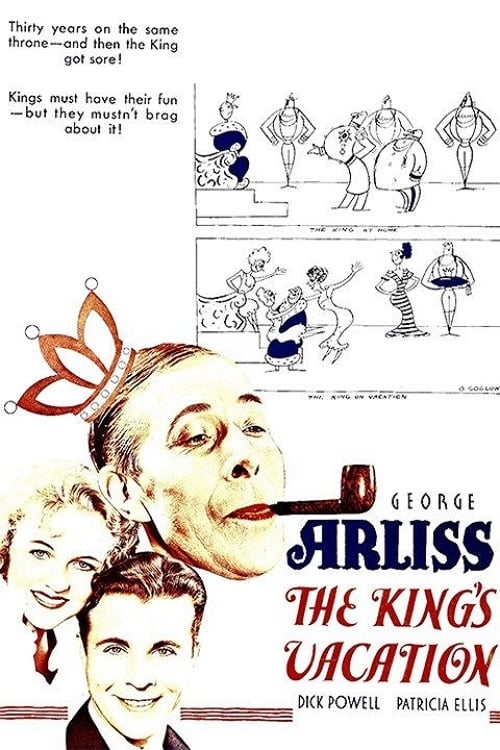 Thirty years on the same
throne—and then the King
got sore!
Kings must have their fun
—but they mustn't brag
about it!
THE KING AT HOME
THE KING ON VACATION
O. SOGLOW
GEORGE
ARLISS
THE KING'S
VACATION
DICK POWELL PATRICIA ELLIS